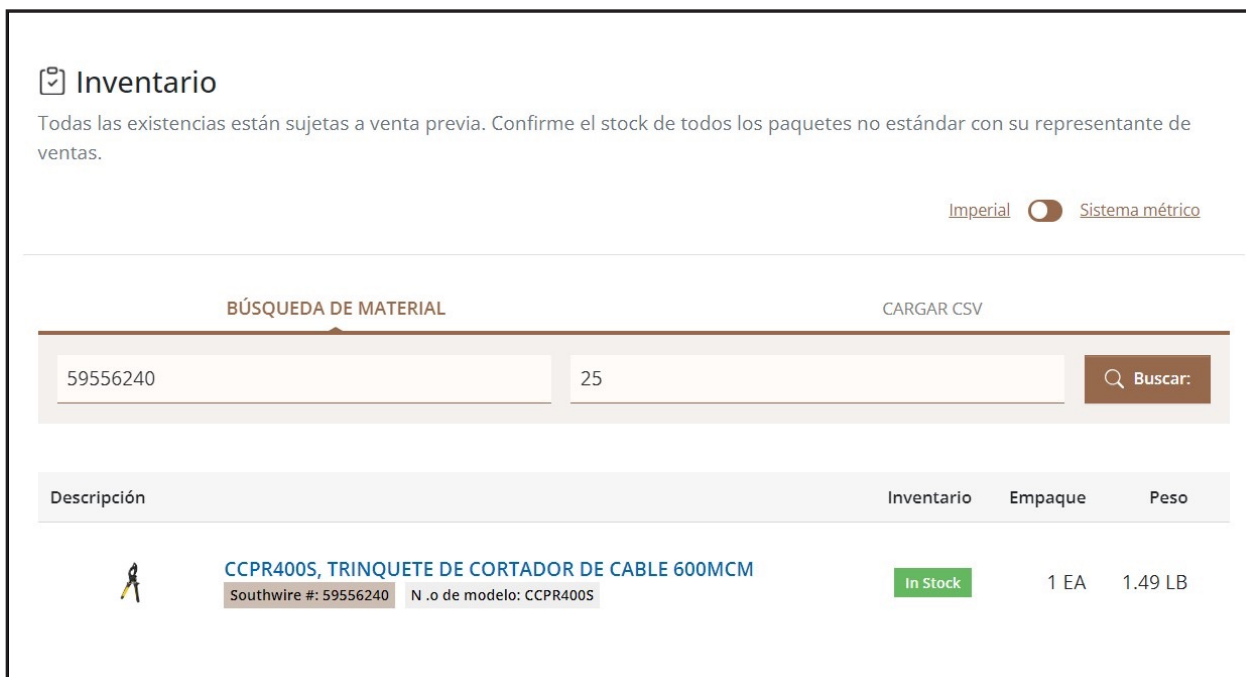 Inventario
Todas las existencias están sujetas a venta previa. Confirme el stock de todos los paquetes no estándar con su representante de
ventas.
Imperial Sistema métrico
BÚSQUEDA DE MATERIAL CARGAR CSV
59556240 25 Buscar:
Descripción Inventario Empaque Peso
CCPR400S, TRINQUETE DE CORTADOR DE CABLE 600MCM
In Stock 1 EA 1.49 LB
Southwire #: 59556240 N .o de modelo: CCPR400S